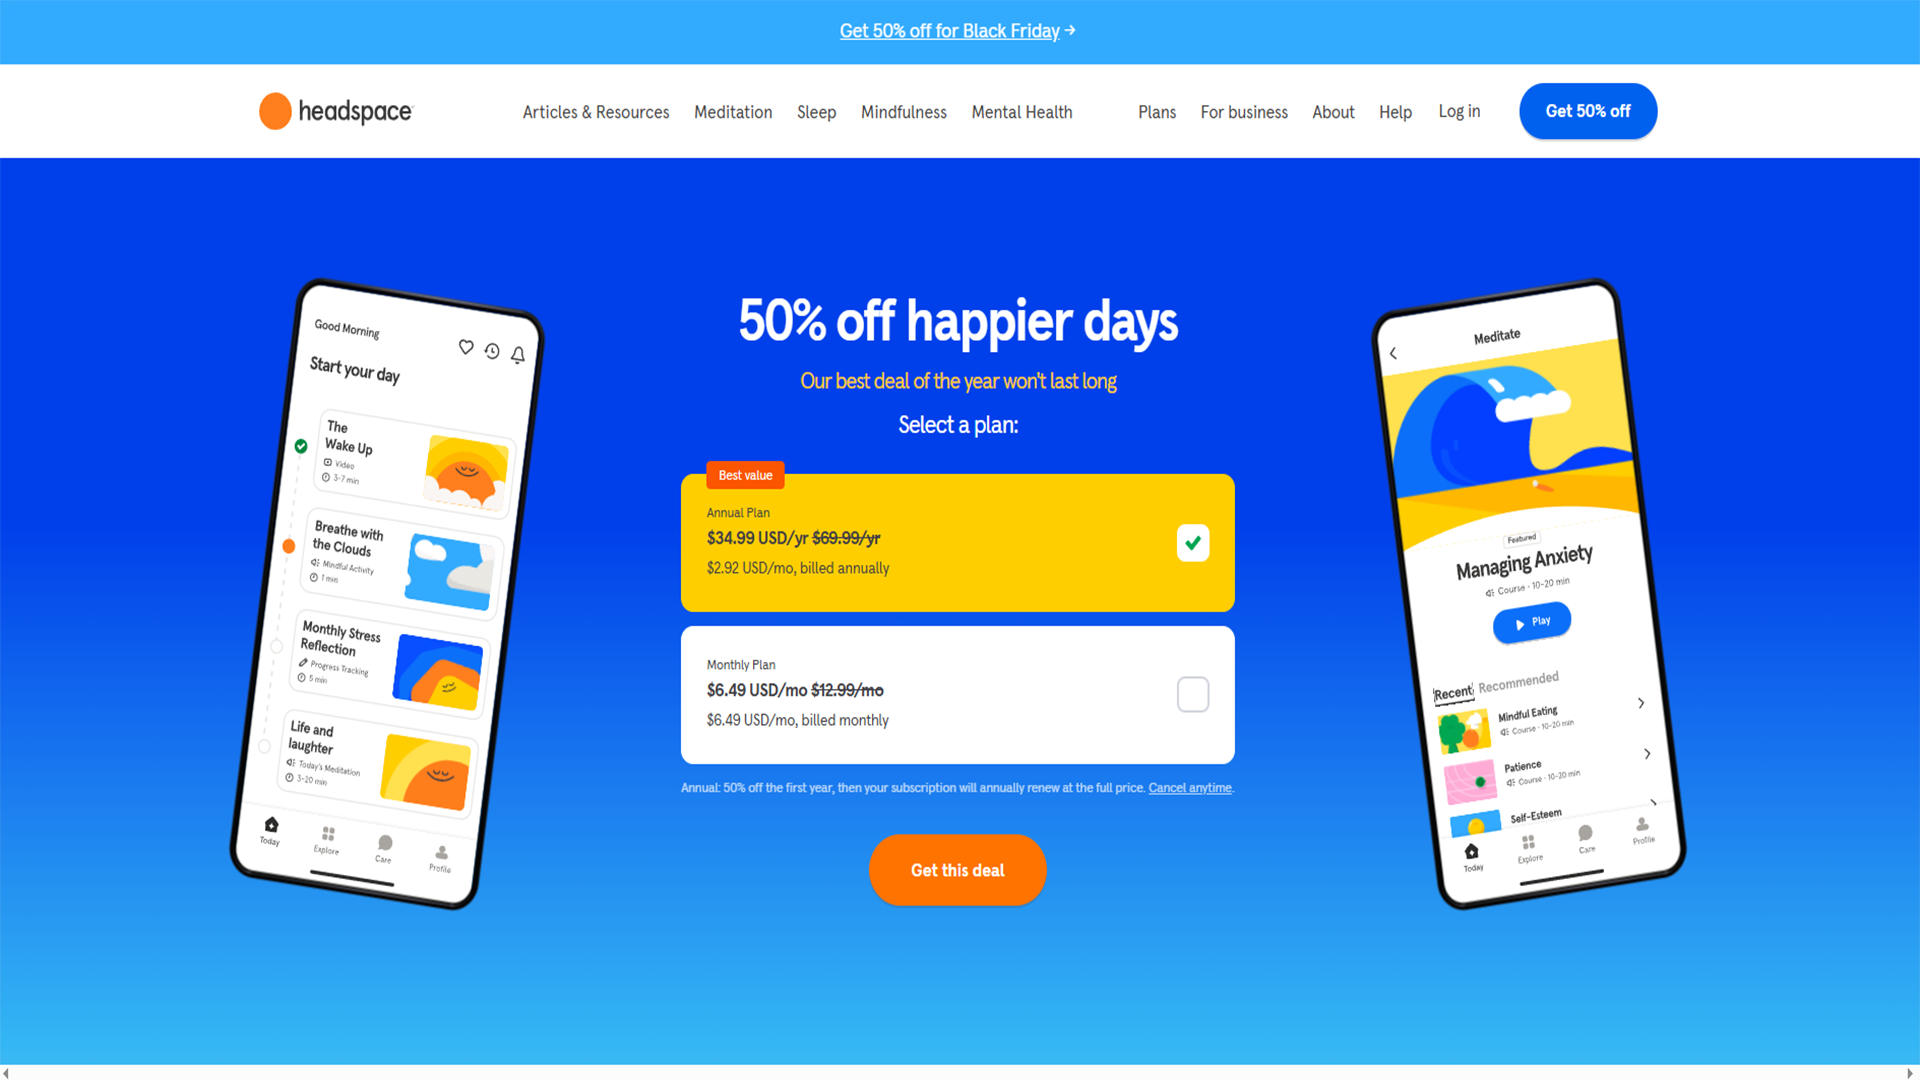 Get 50% off for Black Friday →
headspace
Articles & Resources
Meditation
Sleep
Mindfulness
Mental Health
Plans
For business
About
Help
Log in
Get 50% off
Good Morning
Start your day
The
Wake Up
Video
3-7 min
Breathe with
the Clouds
Mindful Activity
1 min
Monthly Stress
Reflection
Progress Tracking
5 min
Life and
laughter
Today's Meditation
3-20 min
Today
Explore
Care
Profile
50% off happier days
Our best deal of the year won't last long
Select a plan:
Best value
Annual Plan
$34.99 USD/yr $69.99/yr
$2.92 USD/mo, billed annually
Monthly Plan
$6.49 USD/mo $12.99/mo
$6.49 USD/mo, billed monthly
Annual: 50% off the first year, then your subscription will annually renew at the full price. Cancel anytime.
Get this deal
Meditate
Featured
Managing Anxiety
Course · 10-20 min
Play
Recent
Recommended
Mindful Eating
Course · 10-20 min
Patience
Course · 10-20 min
Self-Esteem
Today
Explore
Care
Profile